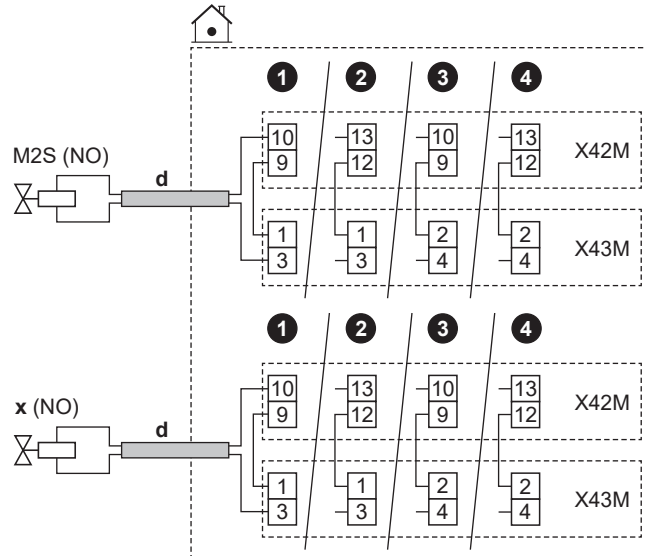 1 2 3 4
10 13 10 13
M2S (NO) 9 12 9 12 X42M
d
1 1 2 2 X43M
3 3 4 4
1 2 3 4
10 13 10 13
x (NO) 9 12 9 12 X42M
d
1 1 2 2 X43M
3 3 4 4